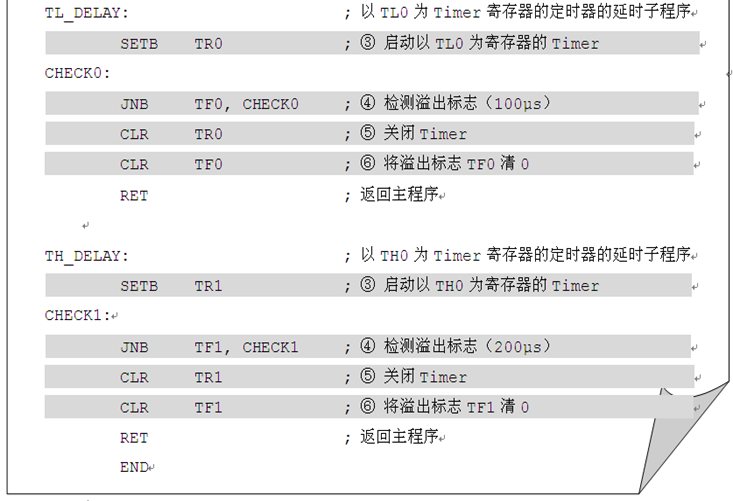 TL_DELAY: ; 以 TL0 为 Timer 寄存器的定时器的延时子程序
SETB TR0 ; ③ 启动以 TL0 为寄存器的 Timer
CHECK0:
JNB TF0, CHECK0 ; ④ 检测溢出标志（100μs）
CLR TR0 ; ⑤ 关闭 Timer
CLR TF0 ; ⑥ 将溢出标志 TF0 清 0
RET ; 返回主程序
TH_DELAY: ; 以 TH0 为 Timer 寄存器的定时器的延时子程序
SETB TR1 ; ③ 启动以 TH0 为寄存器的 Timer
CHECK1:
JNB TF1, CHECK1 ; ④ 检测溢出标志（200μs）
CLR TR1 ; ⑤ 关闭 Timer
CLR TF1 ; ⑥ 将溢出标志 TF1 清 0
RET ; 返回主程序
END